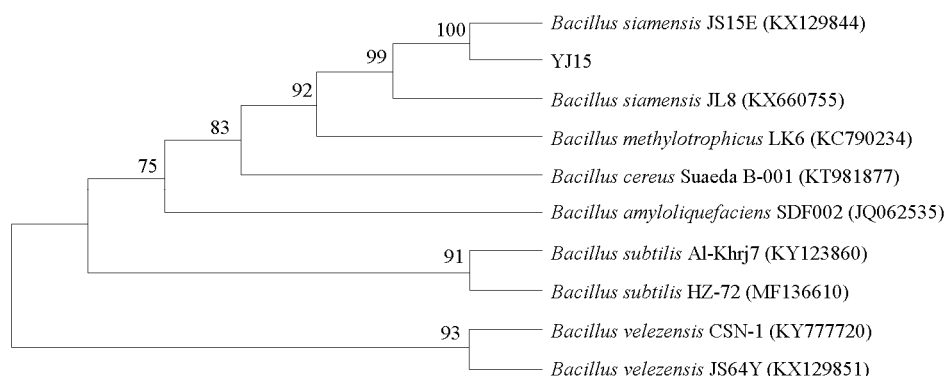 100
Bacillus siamensis JS15E (KX129844)
99
YJ15
92
Bacillus siamensis JL8 (KX660755)
83
Bacillus methylotrophicus LK6 (KC790234)
75
Bacillus cereus Suaeda B-001 (KT981877)
Bacillus amyloliquefaciens SDF002 (JQ062535)
91
Bacillus subtilis Al-Khrj7 (KY123860)
Bacillus subtilis HZ-72 (MF136610)
93
Bacillus velezensis CSN-1 (KY777720)
Bacillus velezensis JS64Y (KX129851)